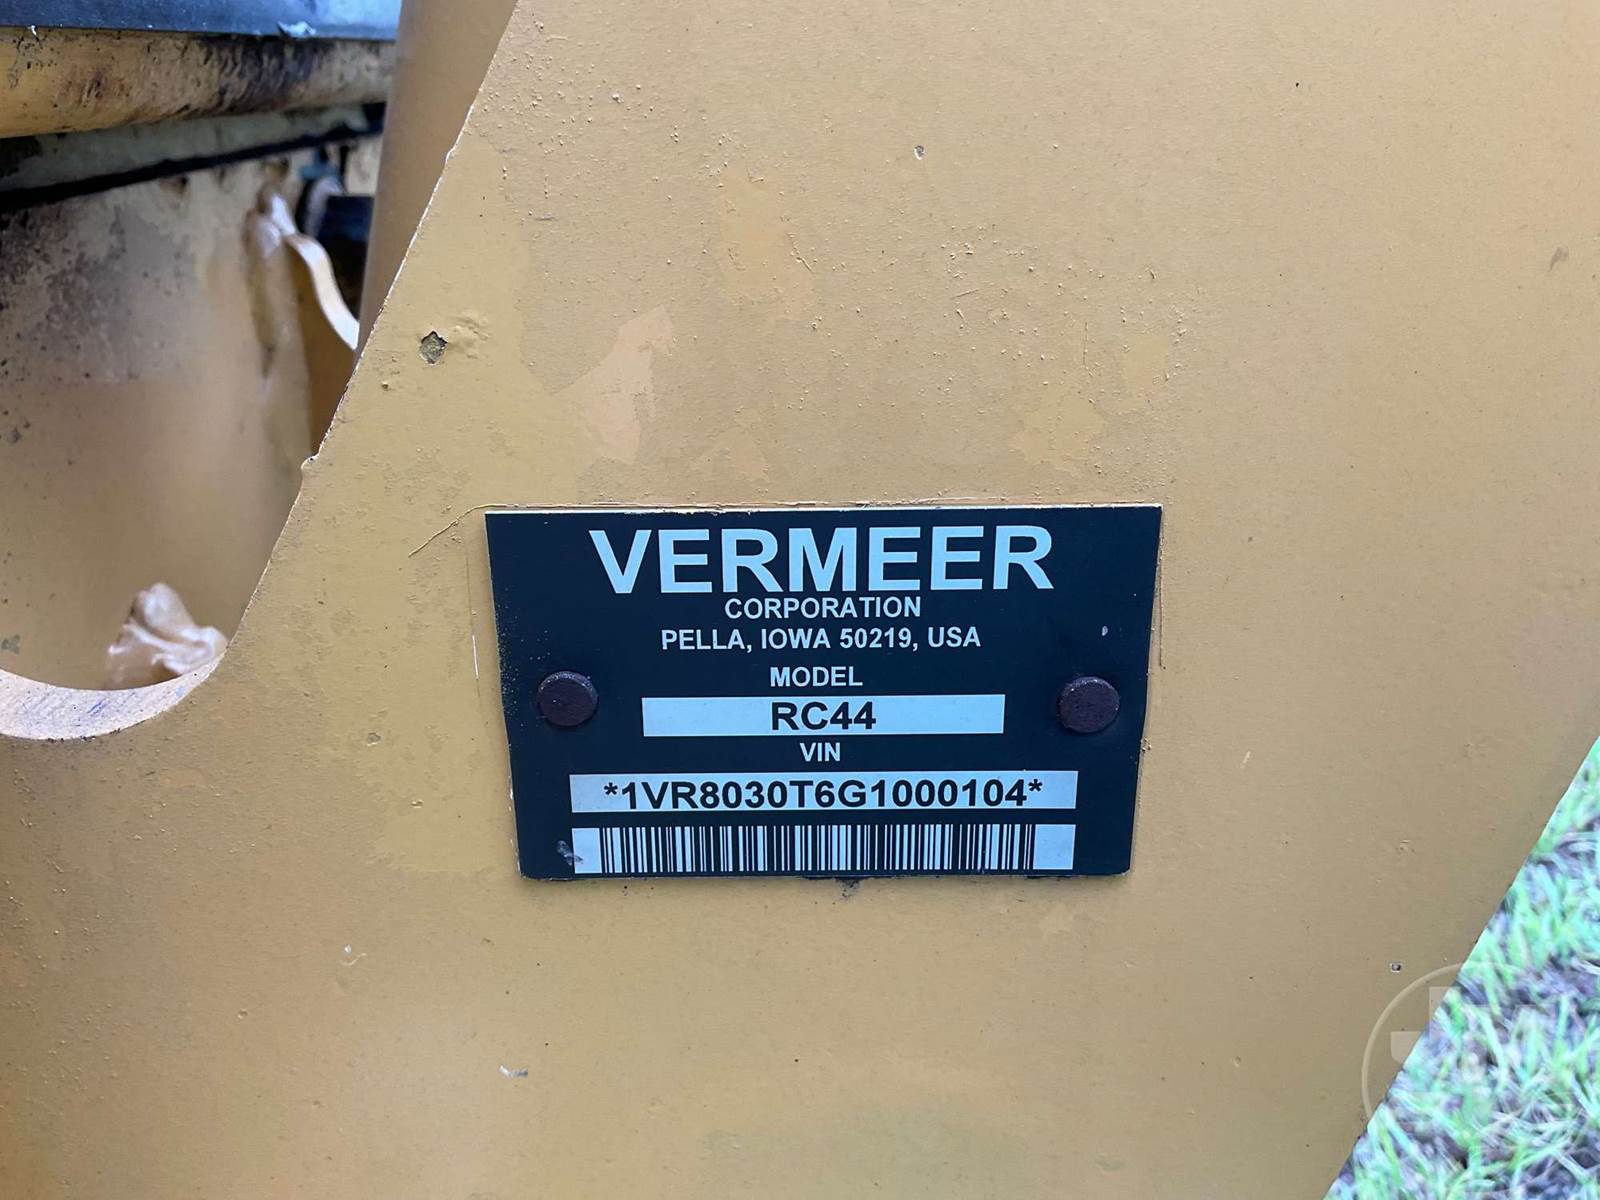 VERMEER
CORPORATION
PELLA, IOWA 50219, USA
MODEL
RC44
VIN
*1VR8030T6G1000104*